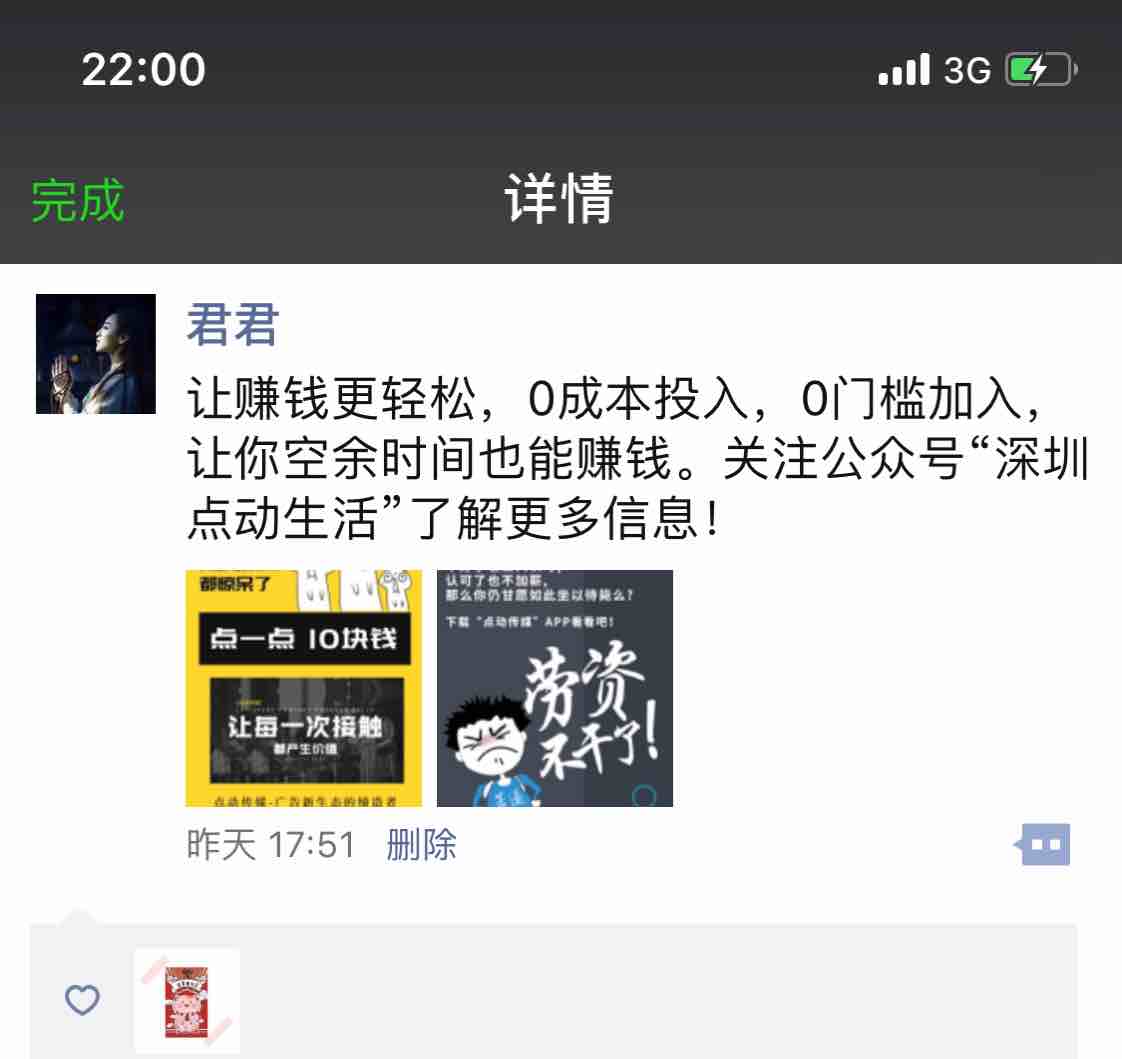 22:00
3G
完成
详情
君君
让赚钱更轻松，0成本投入，0门槛加入，
让你空余时间也能赚钱。关注公众号“深圳
点动生活”了解更多信息！
都惊呆了
点一点 10块钱
让每一次接触
都产生价值
点动传媒-广告新生态的缔造者
认可了也不加薪，
那么你仍甘愿如此坐以待毙么？
下载“点动传媒”APP看看吧！
劳资
不干了！
昨天 17:51 删除